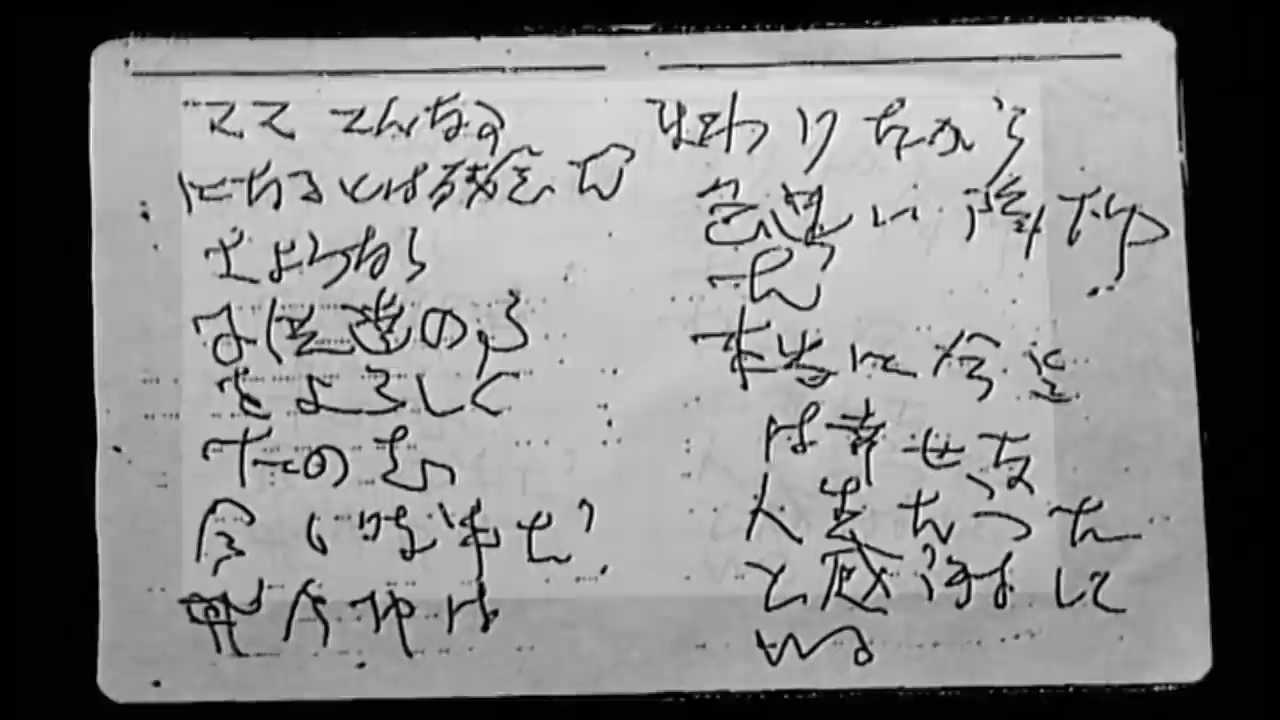 ママ こんな事
になるとは残念だ
さようなら
子供達の事
をよろしく
今 6時半だ
飛行機は
まわりながら
急速に降下中
だ
本当に今迄
は幸せな
人生だった
と感謝して
いる